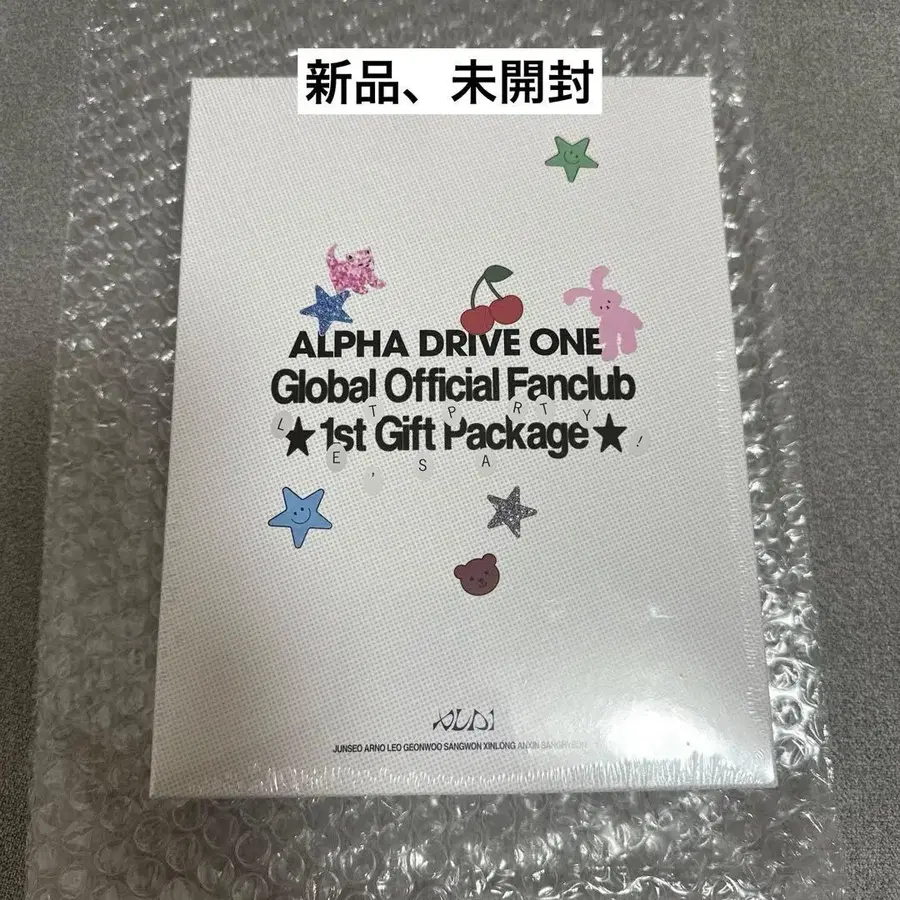 新品、未開封
ALPHA DRIVE ONE
Global Official Fanclub
★1st Gift Package★
LET'S PARTY!
JUNSEO ARNO LEO GEONWOO SANGWON XINLONG ANXIN SANGHYEON